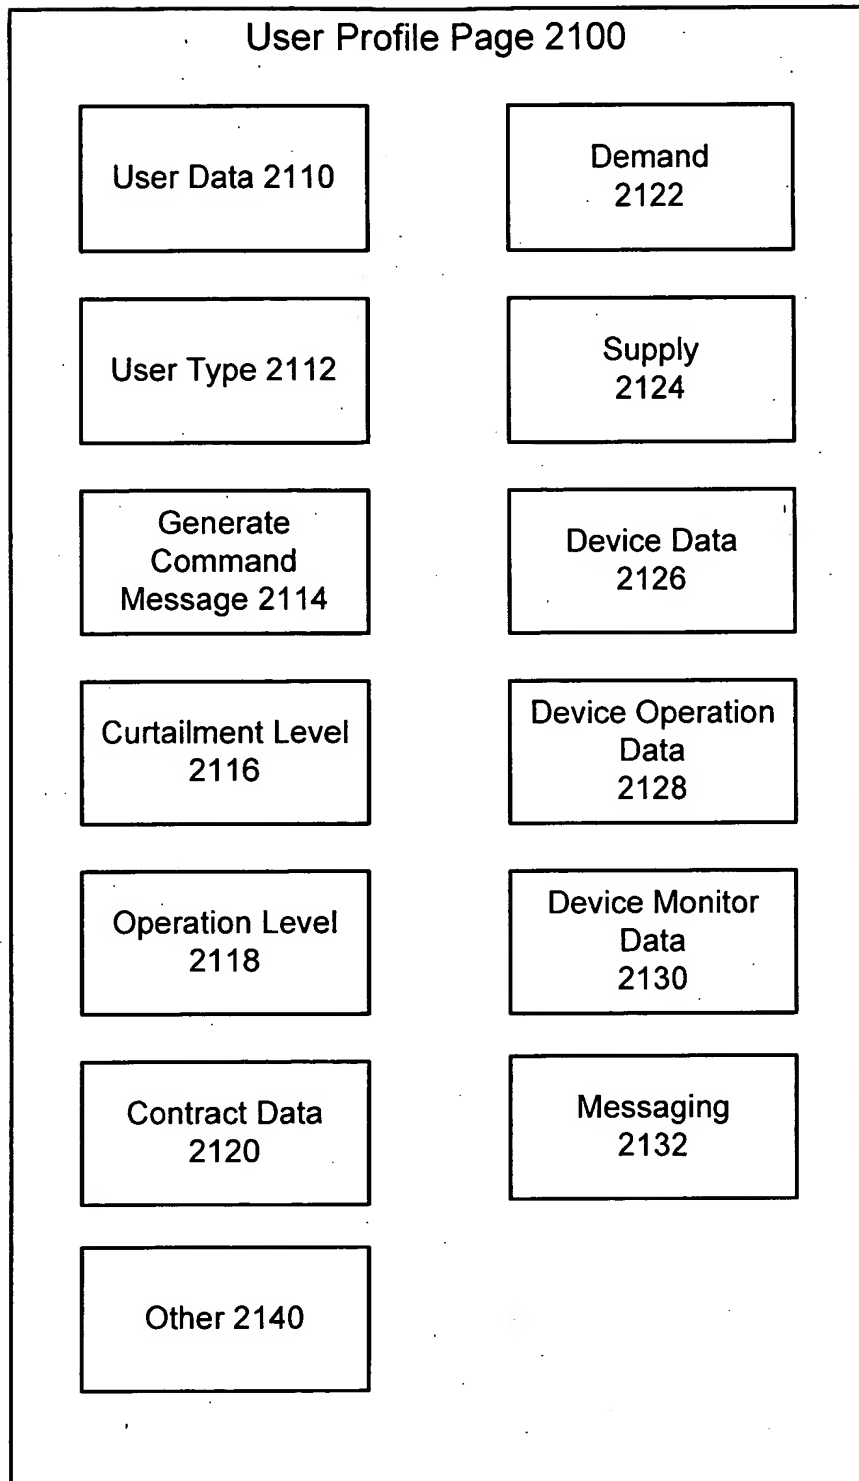 User Profile Page 2100
User Data 2110
User Type 2112
Generate
Command
Message 2114
Curtailment Level
2116
Operation Level
2118
Contract Data
2120
Other 2140
Demand
2122
Supply
2124
Device Data
2126
Device Operation
Data
2128
Device Monitor
Data
2130
Messaging
2132